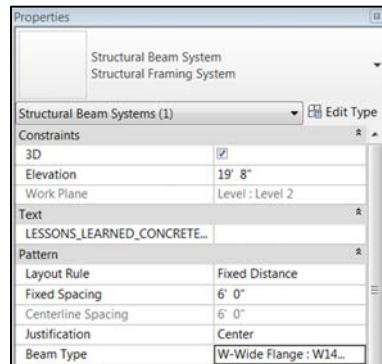 Properties
Structural Beam System
Structural Framing System
Structural Beam Systems (1) Edit Type
Constraints
3D
Elevation 19' 8"
Work Plane Level : Level 2
Text
LESSONS_LEARNED_CONCRETE...
Pattern
Layout Rule Fixed Distance
Fixed Spacing 6' 0"
Centerline Spacing 6' 0"
Justification Center
Beam Type W-Wide Flange : W14...